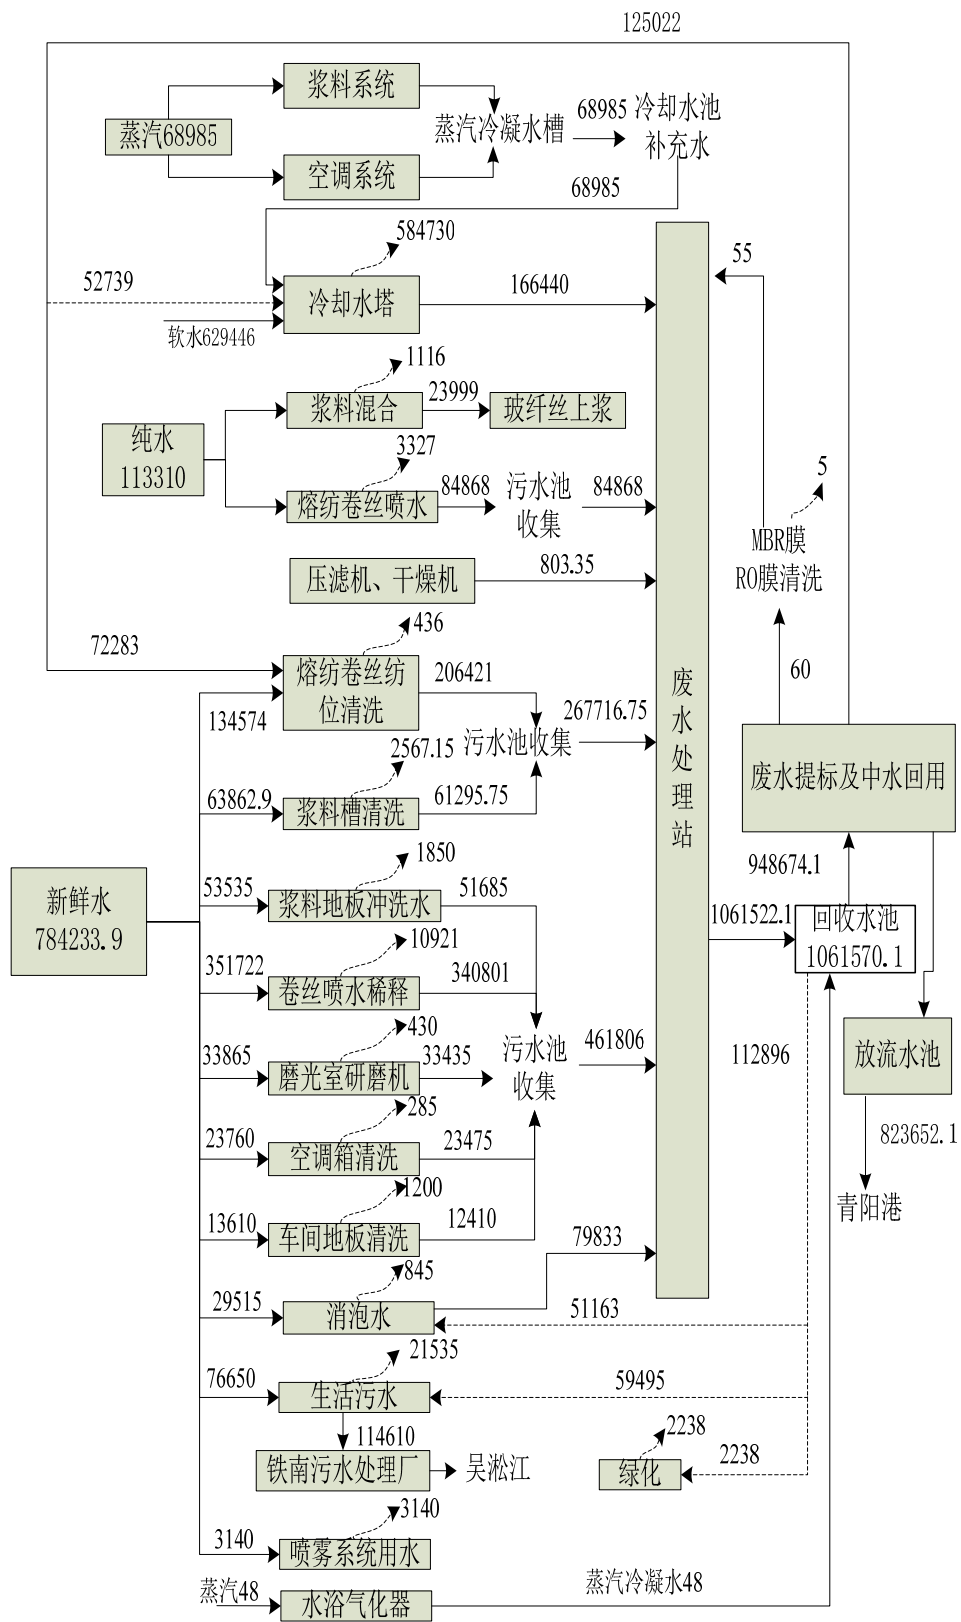 125022
浆料系统
蒸汽68985
空调系统
蒸汽冷凝水槽
68985
冷却水池
补充水
68985
584730
52739
冷却水塔
166440
软水629446
55
1116
浆料混合
23999
玻纤丝上浆
纯水
113310
3327
熔纺卷丝喷水
84868
污水池
收集
84868
5
MBR膜
RO膜清洗
压滤机、干燥机
803.35
436
72283
熔纺卷丝纺
位清洗
206421
134574
污水池收集
267716.75
60
废水处理站
2567.15
63862.9
浆料槽清洗
61295.75
废水提标及中水回用
948674.1
新鲜水
784233.9
1850
53535
浆料地板冲洗水
51685
10921
351722
卷丝喷水稀释
340801
1061522.1
回收水池
1061570.1
430
33865
磨光室研磨机
33435
污水池
收集
461806
112896
放流水池
285
23760
空调箱清洗
23475
823652.1
青阳港
1200
13610
车间地板清洗
12410
79833
845
29515
消泡水
51163
21535
76650
生活污水
59495
114610
铁南污水处理厂
吴淞江
2238
绿化
2238
3140
3140
喷雾系统用水
蒸汽48
水浴气化器
蒸汽冷凝水48